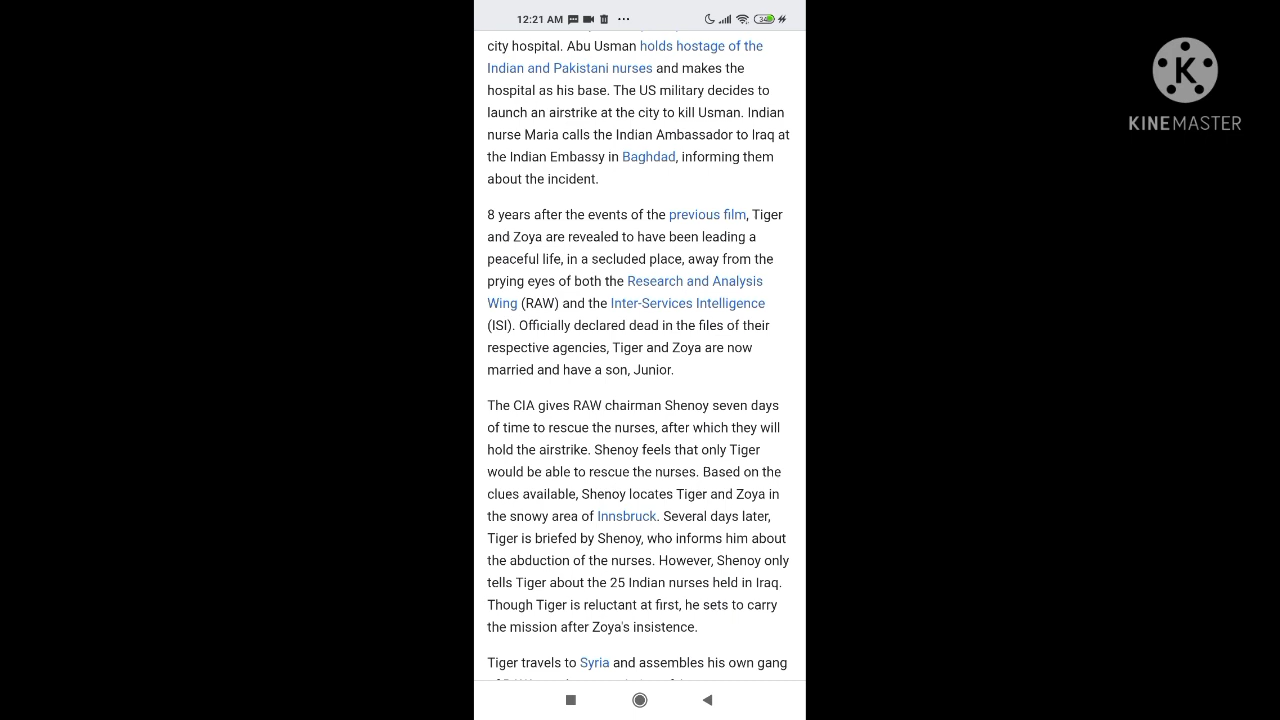 12:21 AM
34
city hospital. Abu Usman holds hostage of the
Indian and Pakistani nurses and makes the
hospital as his base. The US military decides to
launch an airstrike at the city to kill Usman. Indian
nurse Maria calls the Indian Ambassador to Iraq at
the Indian Embassy in Baghdad, informing them
about the incident.
8 years after the events of the previous film, Tiger
and Zoya are revealed to have been leading a
peaceful life, in a secluded place, away from the
prying eyes of both the Research and Analysis
Wing (RAW) and the Inter-Services Intelligence
(ISI). Officially declared dead in the files of their
respective agencies, Tiger and Zoya are now
married and have a son, Junior.
The CIA gives RAW chairman Shenoy seven days
of time to rescue the nurses, after which they will
hold the airstrike. Shenoy feels that only Tiger
would be able to rescue the nurses. Based on the
clues available, Shenoy locates Tiger and Zoya in
the snowy area of Innsbruck. Several days later,
Tiger is briefed by Shenoy, who informs him about
the abduction of the nurses. However, Shenoy only
tells Tiger about the 25 Indian nurses held in Iraq.
Though Tiger is reluctant at first, he sets to carry
the mission after Zoya's insistence.
Tiger travels to Syria and assembles his own gang
K
KINEMASTER